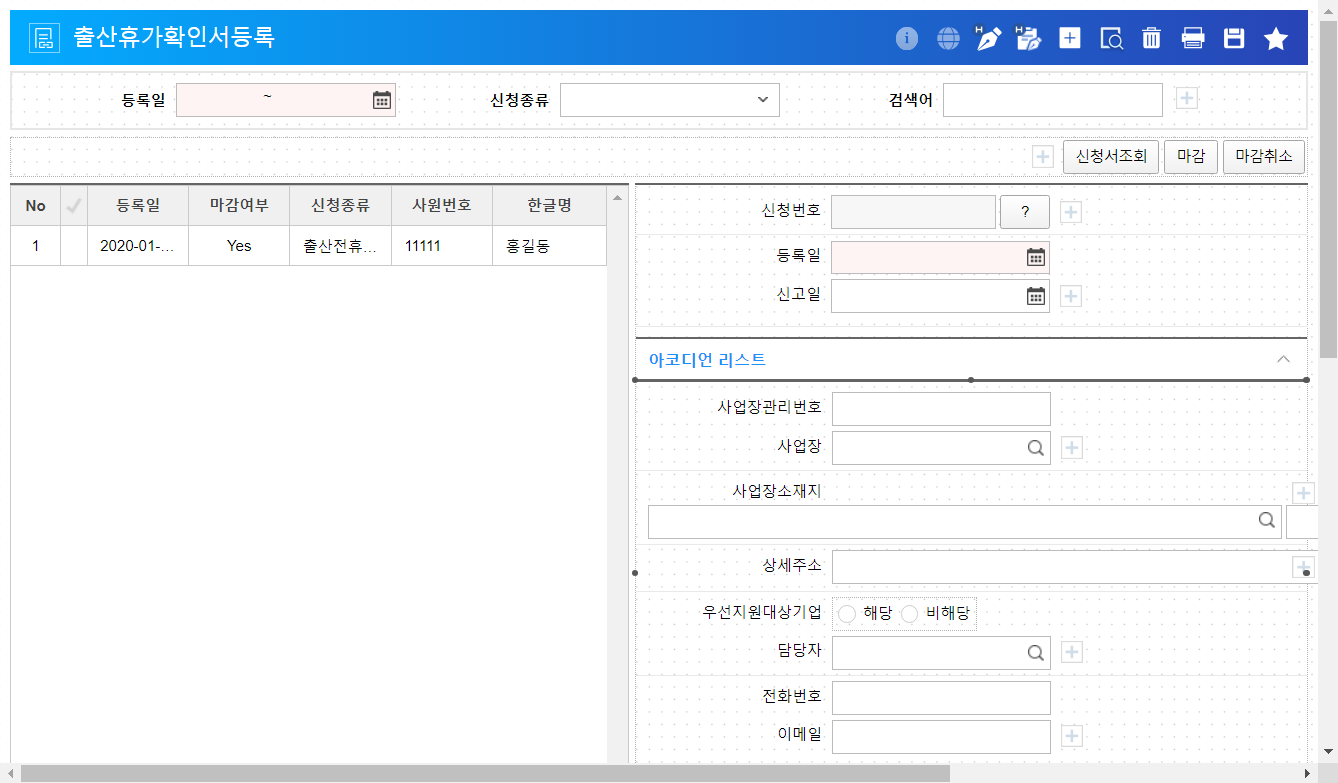 출산휴가확인서등록
등록일 ~ 신청종류 검색어
신청서조회 마감 마감취소
No 등록일 마감여부 신청종류 사원번호 한글명
1 2020-01-... Yes 출산전휴... 11111 홍길동
신청번호 ?
등록일
신고일
아코디언 리스트
사업장관리번호
사업장
사업장소재지
상세주소
우선지원대상기업 해당 비해당
담당자
전화번호
이메일